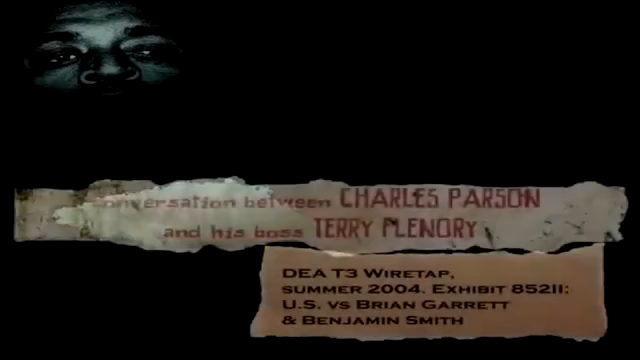 conversation between CHARLES PARSON
and his boss TERRY FLENORY
DEA T3 WIRETAP,
SUMMER 2004. EXHIBIT 852II:
U.S. VS BRIAN GARRETT
& BENJAMIN SMITH